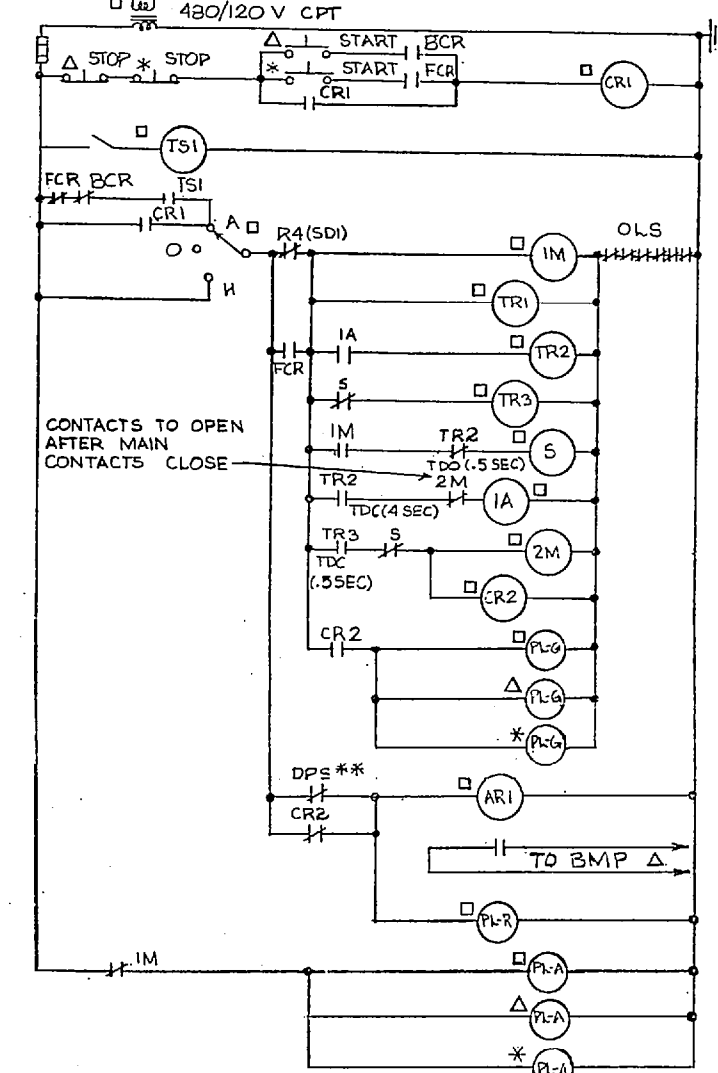 480/120 V CPT
STOP
STOP
START
BCR
START
FCR
CR1
CR1
TS1
FCR
BCR
TS1
CR1
A
O
H
R4 (SD1)
1M
OLS
TR1
1A
TR2
FCR
S
TR3
CONTACTS TO OPEN
AFTER MAIN
CONTACTS CLOSE
1M
TR2
TDO (.5 SEC)
S
TR2
TDC (4 SEC)
2M
1A
TR3
TDC
(.5 SEC)
S
2M
CR2
CR2
PL-G
PL-G
* PL-G
DPS **
AR1
CR2
TO BMP Δ
PL-R
1M
PL-A
PL-A
* PL-A